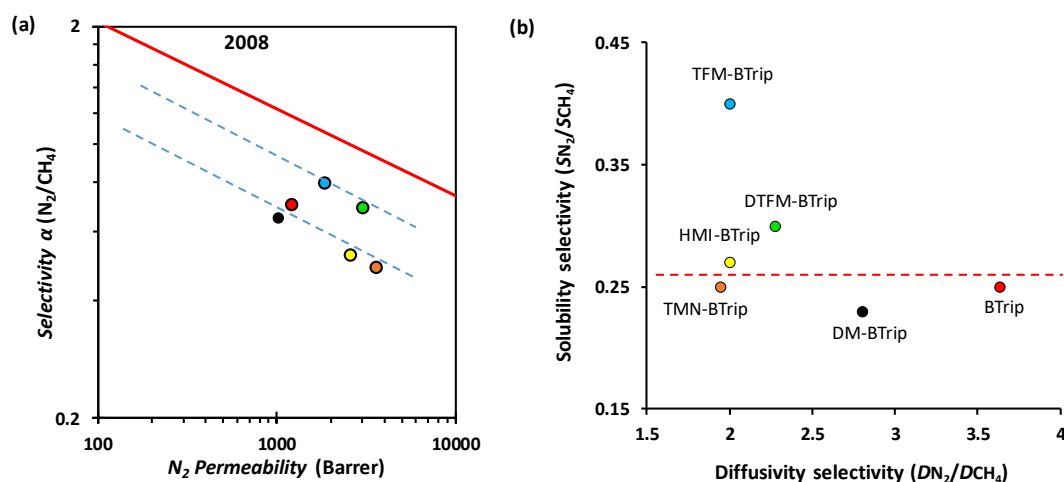 (a)
2
2008
Selectivity α (N₂/CH₄)
0.2
100
1000
10000
N₂ Permeability (Barrer)
(b)
0.45
TFM-BTrip
0.35
DTFM-BTrip
HMI-BTrip
0.25
TMN-BTrip
DM-BTrip
BTrip
0.15
Solubility selectivity (SN₂/SCH₄)
1.5
2
2.5
3
3.5
4
Diffusivity selectivity (DN₂/DCH₄)